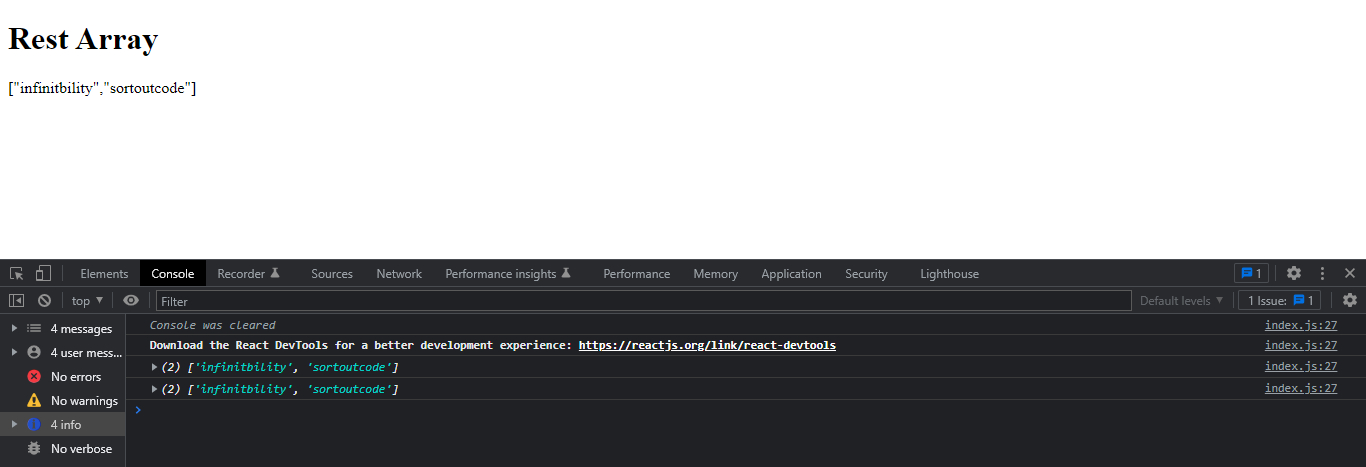 Rest Array
["infinitbility","sortoutcode"]
Elements Console Recorder Sources Network Performance insights Performance Memory Application Security Lighthouse 1
top Filter Default levels 1 Issue: 1
4 messages
4 user mess...
No errors
No warnings
4 info
No verbose
Console was cleared index.js:27
Download the React DevTools for a better development experience: https://reactjs.org/link/react-devtools index.js:27
(2) ['infinitbility', 'sortoutcode'] index.js:27
(2) ['infinitbility', 'sortoutcode'] index.js:27